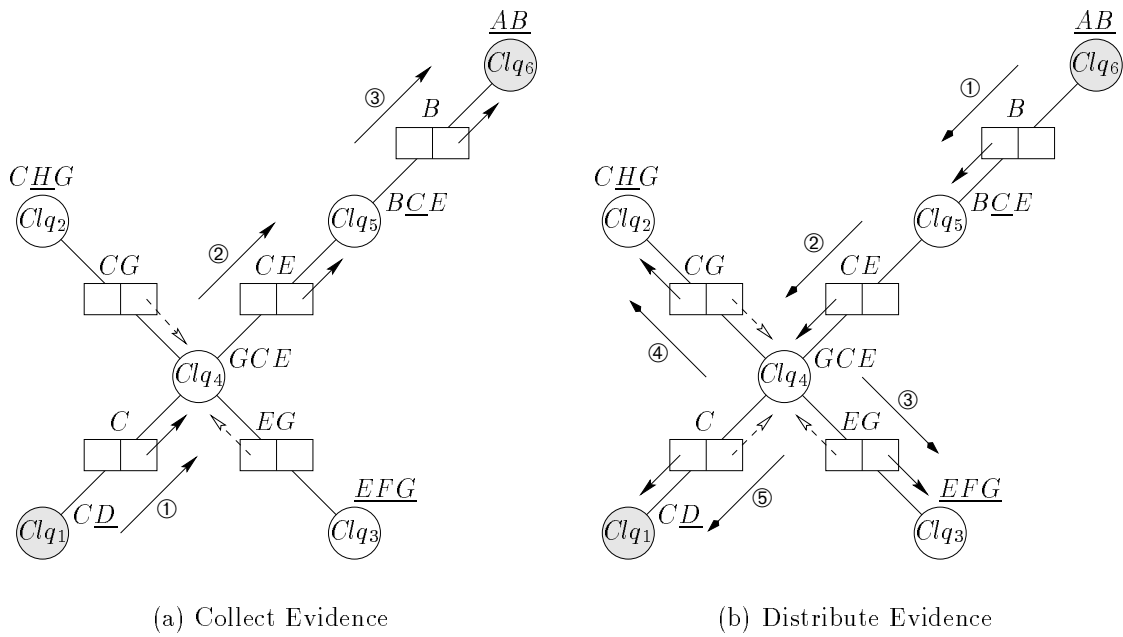 AB
Clq6
③
B
CHG
Clq2
BCE
Clq5
②
CG
CE
Clq4
GCE
C
EG
EFG
Clq1
CD
①
Clq3
(a) Collect Evidence
AB
Clq6
①
B
CHG
Clq2
BCE
Clq5
②
CG
CE
④
Clq4
GCE
③
C
EG
EFG
Clq1
CD
⑤
Clq3
(b) Distribute Evidence